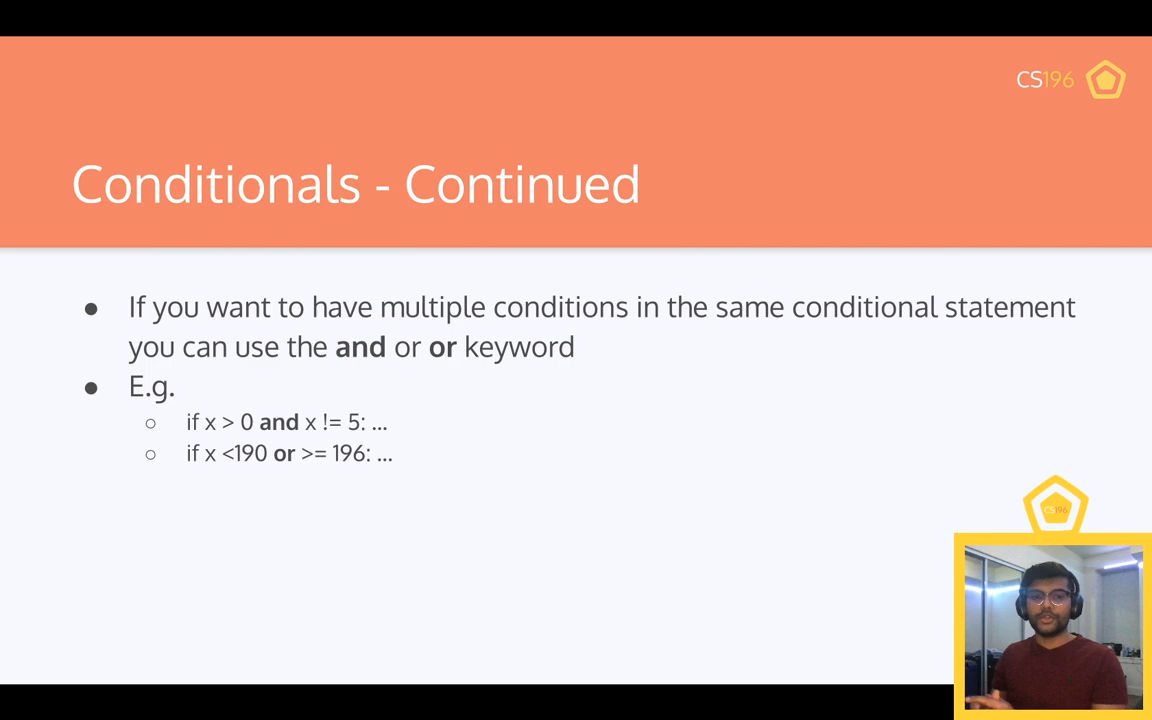 CS196
Conditionals - Continued
● If you want to have multiple conditions in the same conditional statement
you can use the and or or keyword
● E.g.
○ if x > 0 and x != 5: ...
○ if x <190 or >= 196: ...
CS196